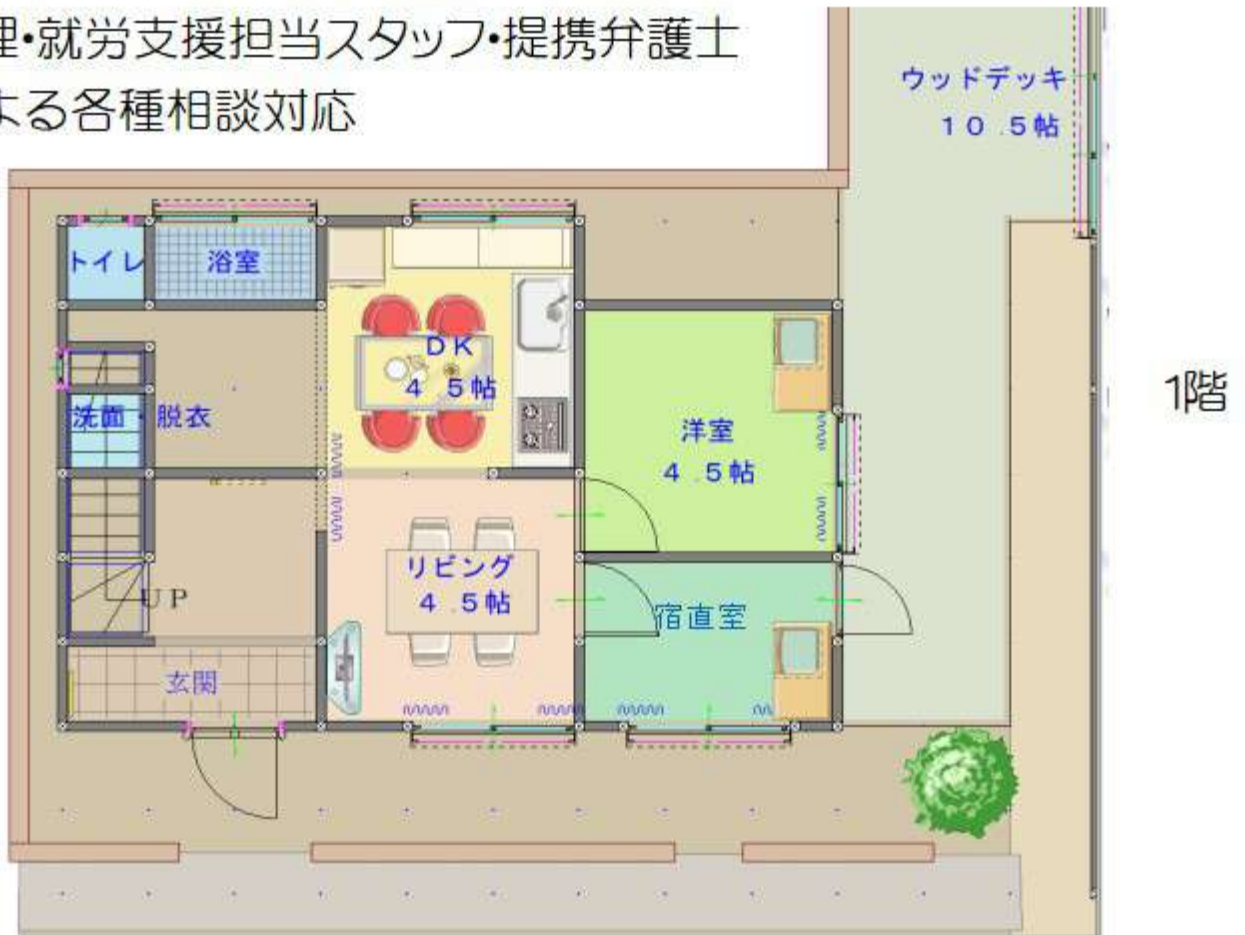 理・就労支援担当スタッフ・提携弁護士
よる各種相談対応
ウッドデッキ
10.5帖
トイレ
浴室
DK
4.5帖
洋室
4.5帖
1階
洗面・脱衣
リビング
4.5帖
宿直室
UP
玄関